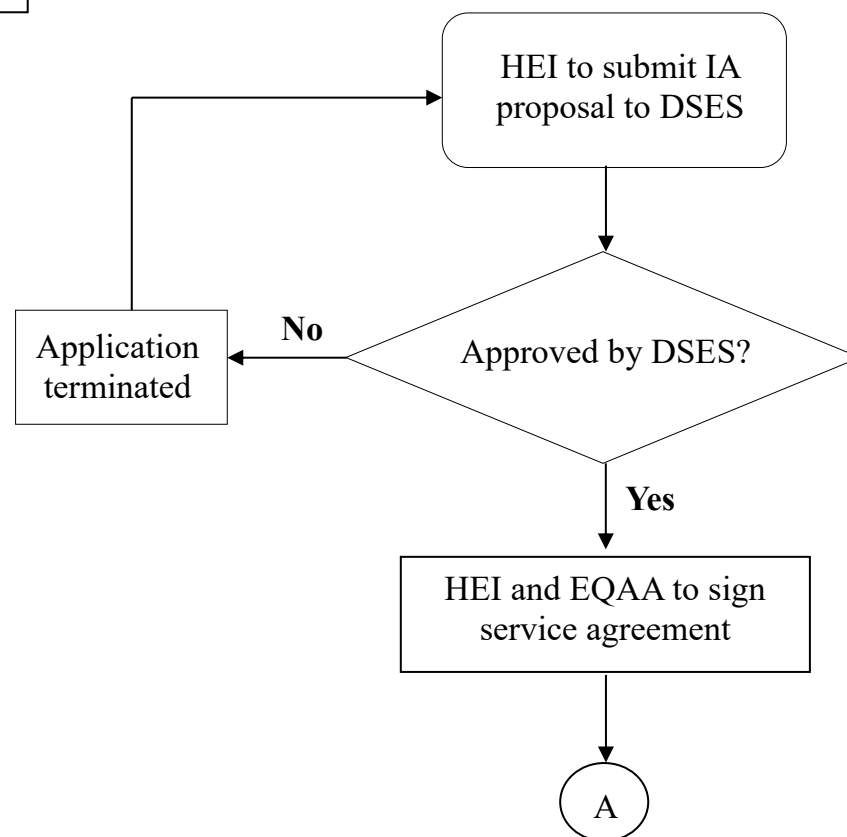 HEI to submit IA
proposal to DSES
No
Application
terminated
Approved by DSES?
Yes
HEI and EQAA to sign
service agreement
A